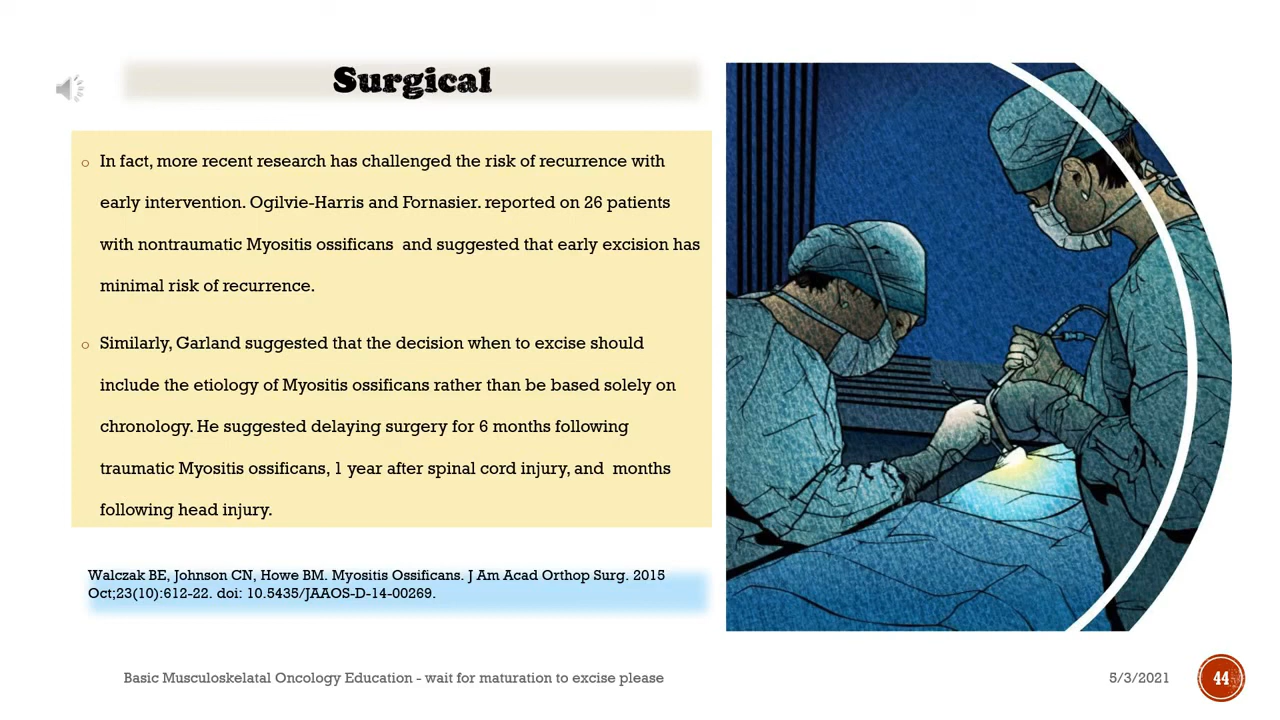 Surgical
In fact, more recent research has challenged the risk of recurrence with
early intervention. Ogilvie-Harris and Fornasier. reported on 26 patients
with nontraumatic Myositis ossificans and suggested that early excision has
minimal risk of recurrence.
Similarly, Garland suggested that the decision when to excise should
include the etiology of Myositis ossificans rather than be based solely on
chronology. He suggested delaying surgery for 6 months following
traumatic Myositis ossificans, 1 year after spinal cord injury, and months
following head injury.
Walczak BE, Johnson CN, Howe BM. Myositis Ossificans. J Am Acad Orthop Surg. 2015
Oct;23(10):612-22. doi: 10.5435/JAAOS-D-14-00269.
Basic Musculoskelatal Oncology Education - wait for maturation to excise please
5/3/2021
44